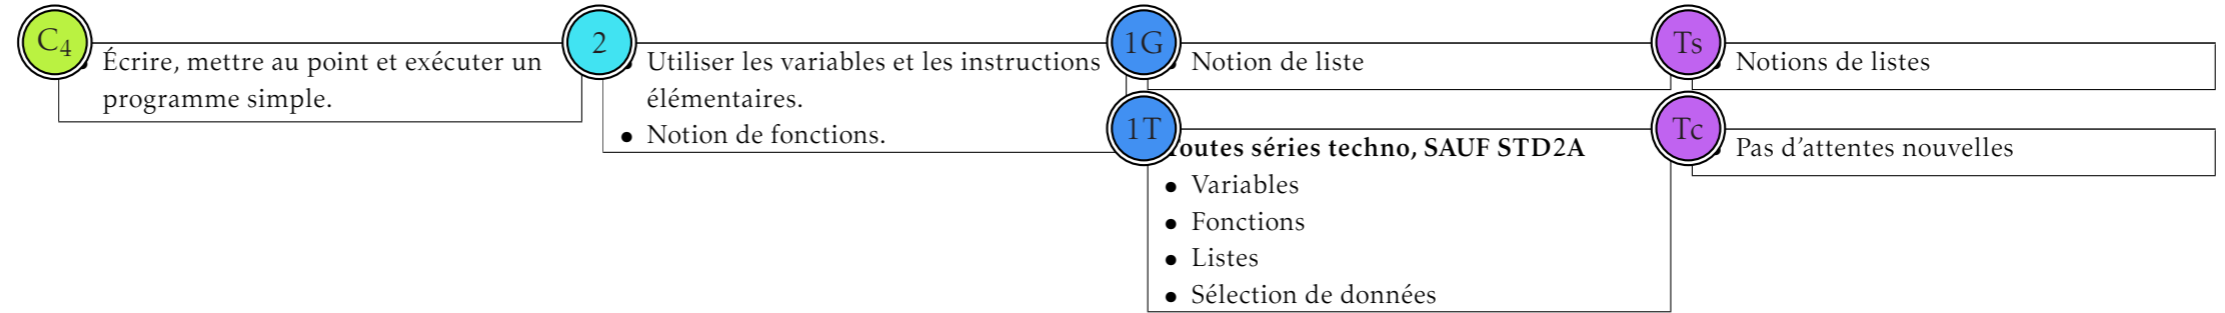 C4
Écrire, mettre au point et exécuter un
programme simple.
2
Utiliser les variables et les instructions
élémentaires.
• Notion de fonctions.
1G
Notion de liste
1T
Toutes séries techno, SAUF STD2A
• Variables
• Fonctions
• Listes
• Sélection de données
Ts
Notions de listes
Tc
Pas d'attentes nouvelles